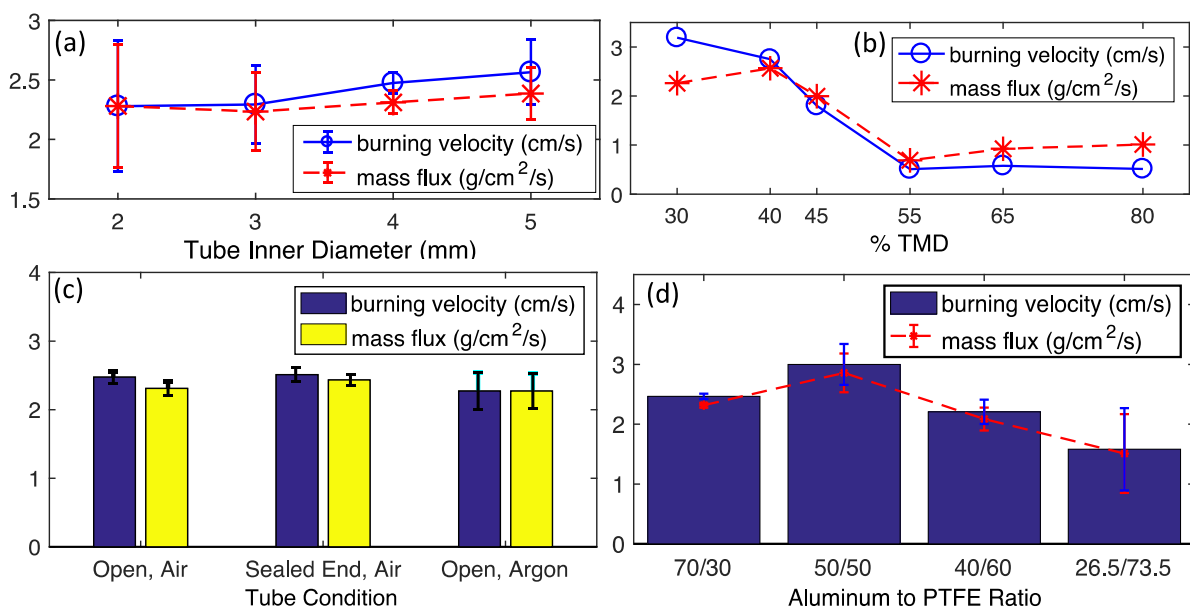 (a)
3
2.5
2
1.5
burning velocity (cm/s)
mass flux (g/cm²/s)
2 3 4 5
Tube Inner Diameter (mm)
(b)
3
2
1
0
burning velocity (cm/s)
mass flux (g/cm²/s)
30 40 45 55 65 80
% TMD
(c)
4
3
2
1
0
burning velocity (cm/s)
mass flux (g/cm²/s)
Open, Air Sealed End, Air Open, Argon
Tube Condition
(d)
4
3
2
1
0
burning velocity (cm/s)
mass flux (g/cm²/s)
70/30 50/50 40/60 26.5/73.5
Aluminum to PTFE Ratio